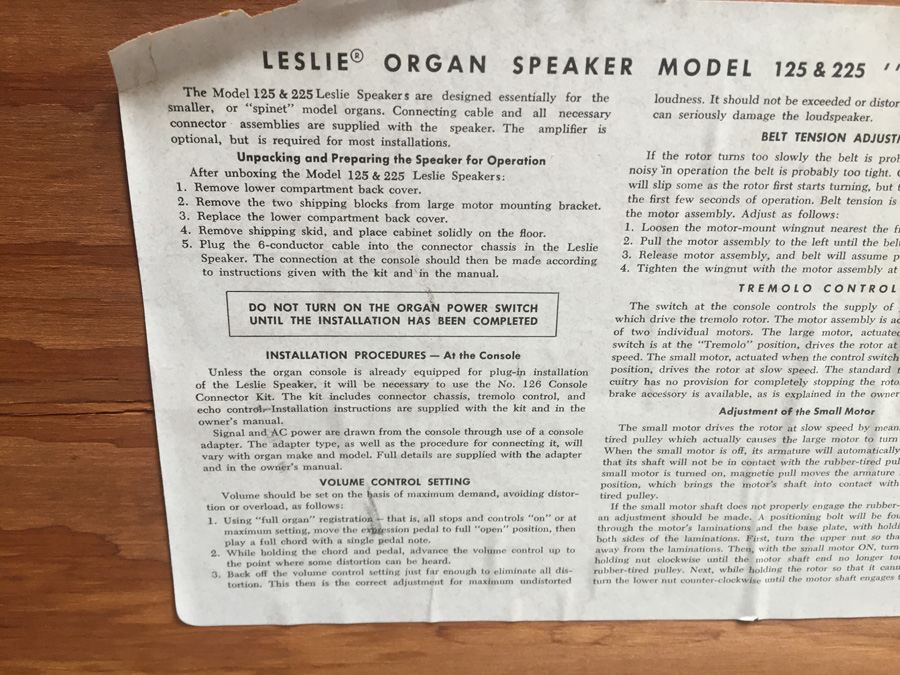 LESLIE® ORGAN SPEAKER MODEL 125 & 225 "
The Model 125 & 225 Leslie Speakers are designed essentially for the
smaller, or "spinet" model organs. Connecting cable and all necessary
connector assemblies are supplied with the speaker. The amplifier is
optional, but is required for most installations.
Unpacking and Preparing the Speaker for Operation
After unboxing the Model 125 & 225 Leslie Speakers:
1. Remove lower compartment back cover.
2. Remove the two shipping blocks from large motor mounting bracket.
3. Replace the lower compartment back cover.
4. Remove shipping skid, and place cabinet solidly on the floor.
5. Plug the 6-conductor cable into the connector chassis in the Leslie
Speaker. The connection at the console should then be made according
to instructions given with the kit and in the manual.
DO NOT TURN ON THE ORGAN POWER SWITCH
UNTIL THE INSTALLATION HAS BEEN COMPLETED
INSTALLATION PROCEDURES — At the Console
Unless the organ console is already equipped for plug-in installation
of the Leslie Speaker, it will be necessary to use the No. 126 Console
Connector Kit. The kit includes connector chassis, tremolo control, and
echo control. Installation instructions are supplied with the kit and in the
owner's manual.
Signal and AC power are drawn from the console through use of a console
adapter. The adapter type, as well as the procedure for connecting it, will
vary with organ make and model. Full details are supplied with the adapter
and in the owner's manual.
VOLUME CONTROL SETTING
Volume should be set on the basis of maximum demand, avoiding distor-
tion or overload, as follows:
1. Using "full organ" registration — that is, all stops and controls "on" or at
maximum setting, move the expression pedal to full "open" position, then
play a full chord with a single pedal note.
2. While holding the chord and pedal, advance the volume control up to
the point where some distortion can be heard.
3. Back off the volume control setting just far enough to eliminate all dis-
tortion. This then is the correct adjustment for maximum undistorted
loudness. It should not be exceeded or distor
can seriously damage the loudspeaker.
BELT TENSION ADJUST
If the rotor turns too slowly the belt is pro
noisy in operation the belt is probably too tight.
will slip some as the rotor first starts turning, but
the first few seconds of operation. Belt tension is
the motor assembly. Adjust as follows:
1. Loosen the motor-mount wingnut nearest the
2. Pull the motor assembly to the left until the bel
3. Release motor assembly, and belt will assume p
4. Tighten the wingnut with the motor assembly at
TREMOLO CONTROL
The switch at the console controls the supply of
which drive the tremolo rotor. The motor assembly is a
of two individual motors. The large motor, actuated
switch is at the "Tremolo" position, drives the rotor at
speed. The small motor, actuated when the control switch
position, drives the rotor at slow speed. The standard
cuitry has no provision for completely stopping the roto
brake accessory is available, as is explained in the owner
Adjustment of the Small Motor
The small motor drives the rotor at slow speed by mean
tired pulley which actually causes the large motor to turn
When the small motor is off, its armature will automatically
that its shaft will not be in contact with the rubber-tired pul
small motor is turned on, magnetic pull moves the armature
position, which brings the motor's shaft into contact with
tired pulley.
If the small motor shaft does not properly engage the rubber-
an adjustment should be made. A positioning bolt will be fou
through the motor's laminations and the base plate, with holdi
both sides of the laminations. First, turn the upper nut so tha
away from the laminations. Then, with the small motor ON, turn
holding nut clockwise until the motor shaft end no longer to
rubber-tired pulley. Next, while holding the rotor so that it cann
turn the lower nut counter-clockwise until the motor shaft engages